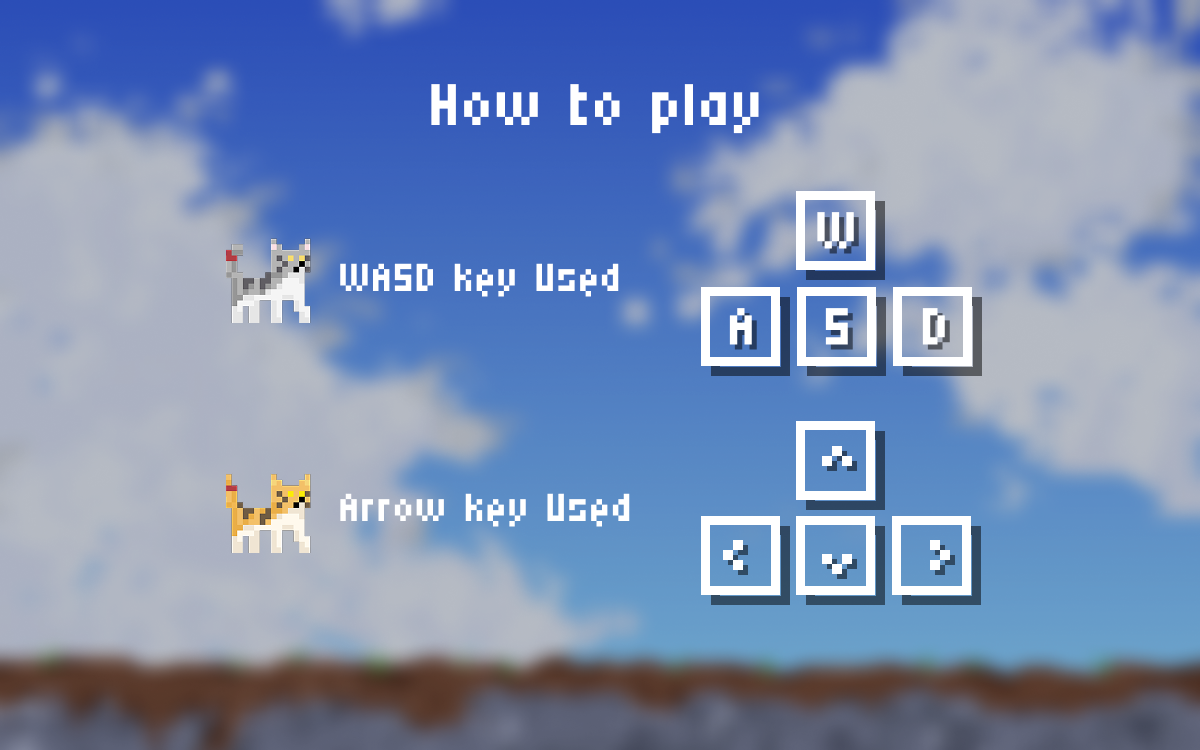 How to play
W
WASD key Used
A S D
^
Arrow key Used
< ⌄ >